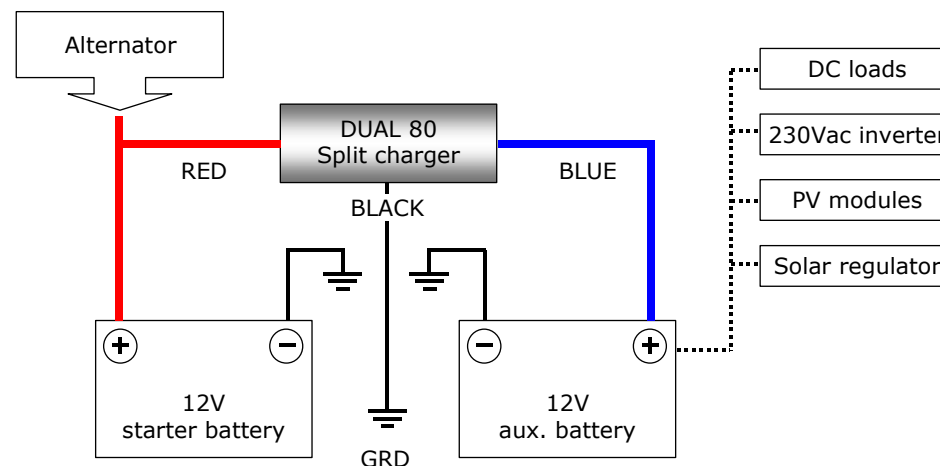 Alternator
DC loads
DUAL 80
Split charger
230Vac inverter
RED
BLUE
PV modules
BLACK
Solar regulator
+
−
−
+
12V
starter battery
12V
aux. battery
GRD